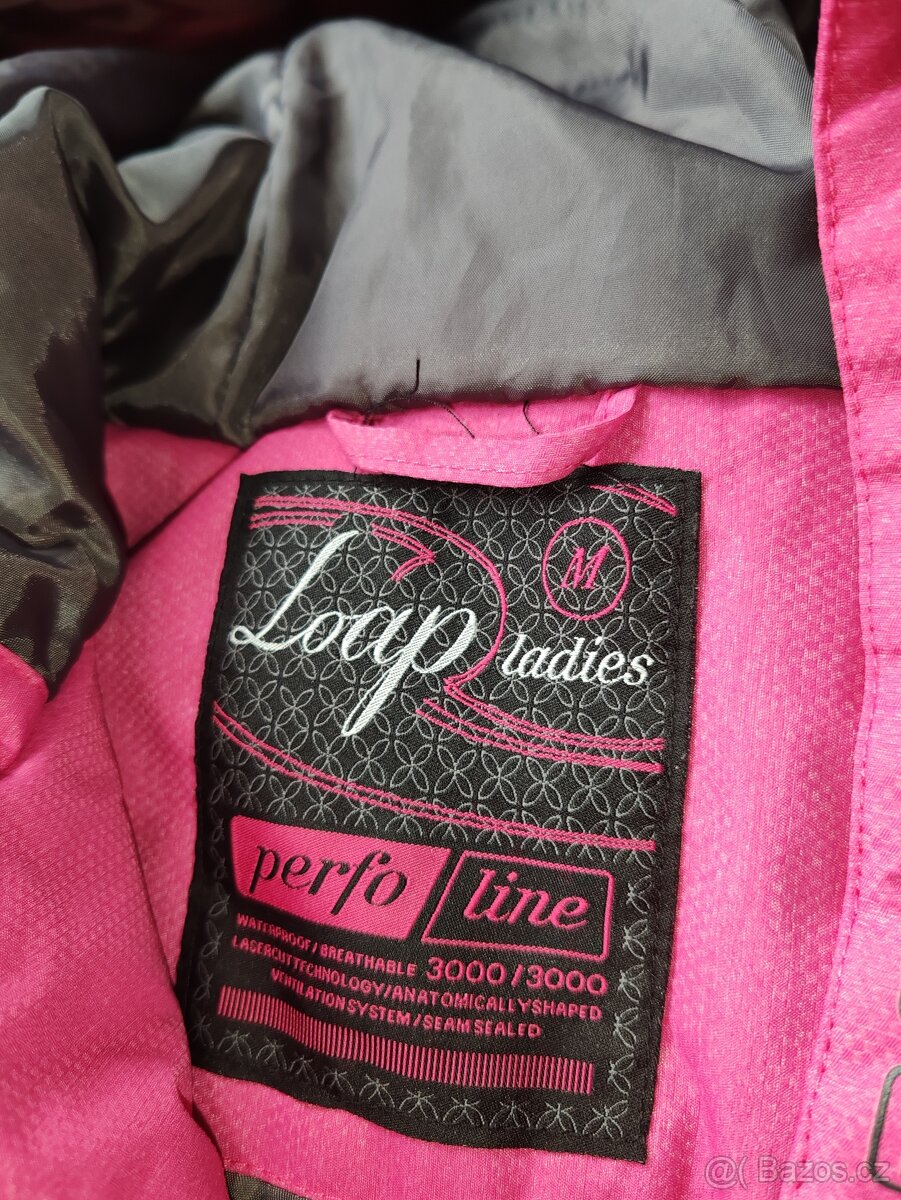 M
Loap ladies
perfo line
WATERPROOF/BREATHABLE 3000/3000
LASERCUTTECHNOLOGY/ANATOMICALLYSHAPED
VENTILATION SYSTEM/SEAM SEALED
@( Bazos.cz